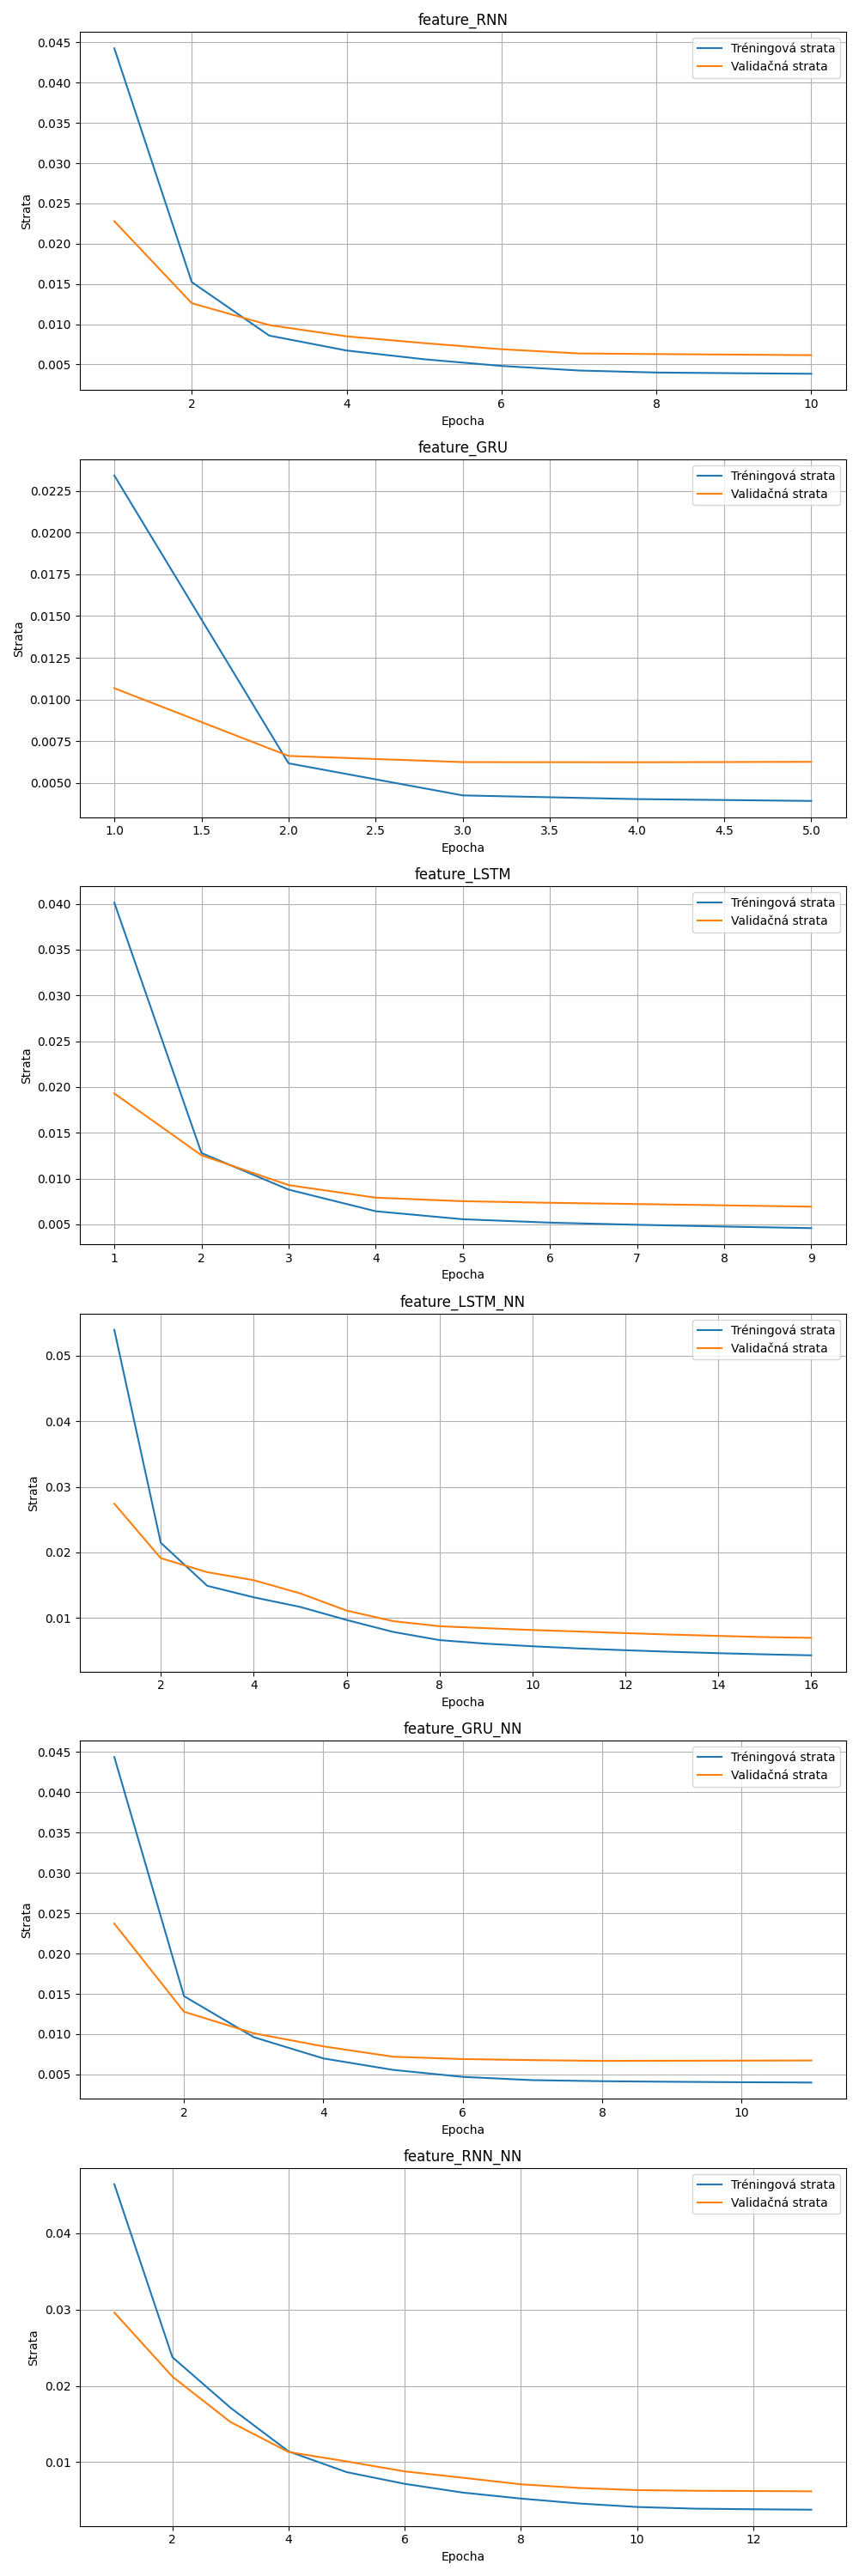 feature_RNN
Tréningová strata
Validačná strata
0.045
0.040
0.035
0.030
0.025
0.020
0.015
0.010
0.005
Strata
2 4 6 8 10
Epocha
feature_GRU
Tréningová strata
Validačná strata
0.0225
0.0200
0.0175
0.0150
0.0125
0.0100
0.0075
0.0050
Strata
1.0 1.5 2.0 2.5 3.0 3.5 4.0 4.5 5.0
Epocha
feature_LSTM
Tréningová strata
Validačná strata
0.040
0.035
0.030
0.025
0.020
0.015
0.010
0.005
Strata
1 2 3 4 5 6 7 8 9
Epocha
feature_LSTM_NN
Tréningová strata
Validačná strata
0.05
0.04
0.03
0.02
0.01
Strata
2 4 6 8 10 12 14 16
Epocha
feature_GRU_NN
Tréningová strata
Validačná strata
0.045
0.040
0.035
0.030
0.025
0.020
0.015
0.010
0.005
Strata
2 4 6 8 10
Epocha
feature_RNN_NN
Tréningová strata
Validačná strata
0.04
0.03
0.02
0.01
Strata
2 4 6 8 10 12
Epocha